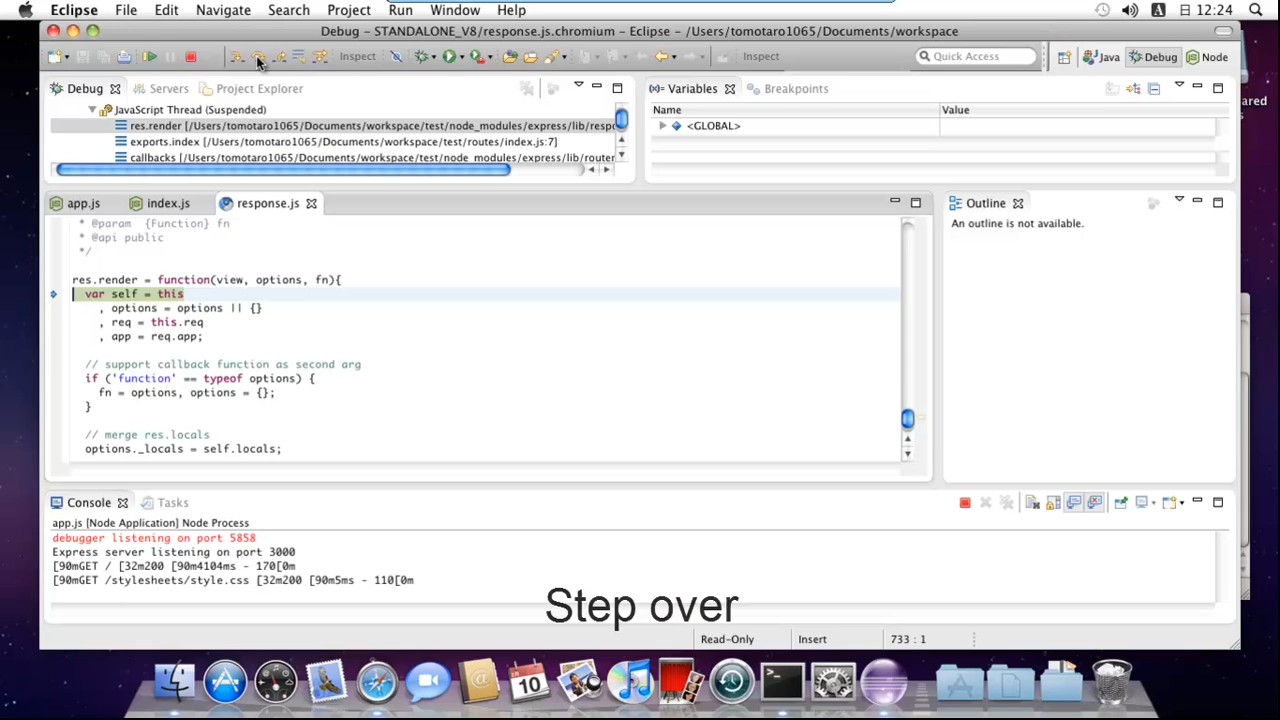 Eclipse File Edit Navigate Search Project Run Window Help A 日 12:24
Debug - STANDALONE_V8/response.js.chromium - Eclipse - /Users/tomotaro1065/Documents/workspace
Inspect Inspect Quick Access Java Debug Node
Debug Servers Project Explorer
JavaScript Thread (Suspended)
res.render [/Users/tomotaro1065/Documents/workspace/test/node_modules/express/lib/respo
exports.index [/Users/tomotaro1065/Documents/workspace/test/routes/index.js:7]
callbacks [/Users/tomotaro1065/Documents/workspace/test/node_modules/express/lib/router
Variables Breakpoints
Name Value
<GLOBAL>
app.js index.js response.js
* @param {Function} fn
* @api public
*/
res.render = function(view, options, fn){
var self = this
, options = options || {}
, req = this.req
, app = req.app;
// support callback function as second arg
if ('function' == typeof options) {
fn = options, options = {};
}
// merge res.locals
options._locals = self.locals;
Outline
An outline is not available.
Console Tasks
app.js [Node Application] Node Process
debugger listening on port 5858
Express server listening on port 3000
[90mGET / [32m200 [90m4104ms - 170[0m
[90mGET /stylesheets/style.css [32m200 [90m5ms - 110[0m
Step over
Read-Only Insert 733 : 1
10